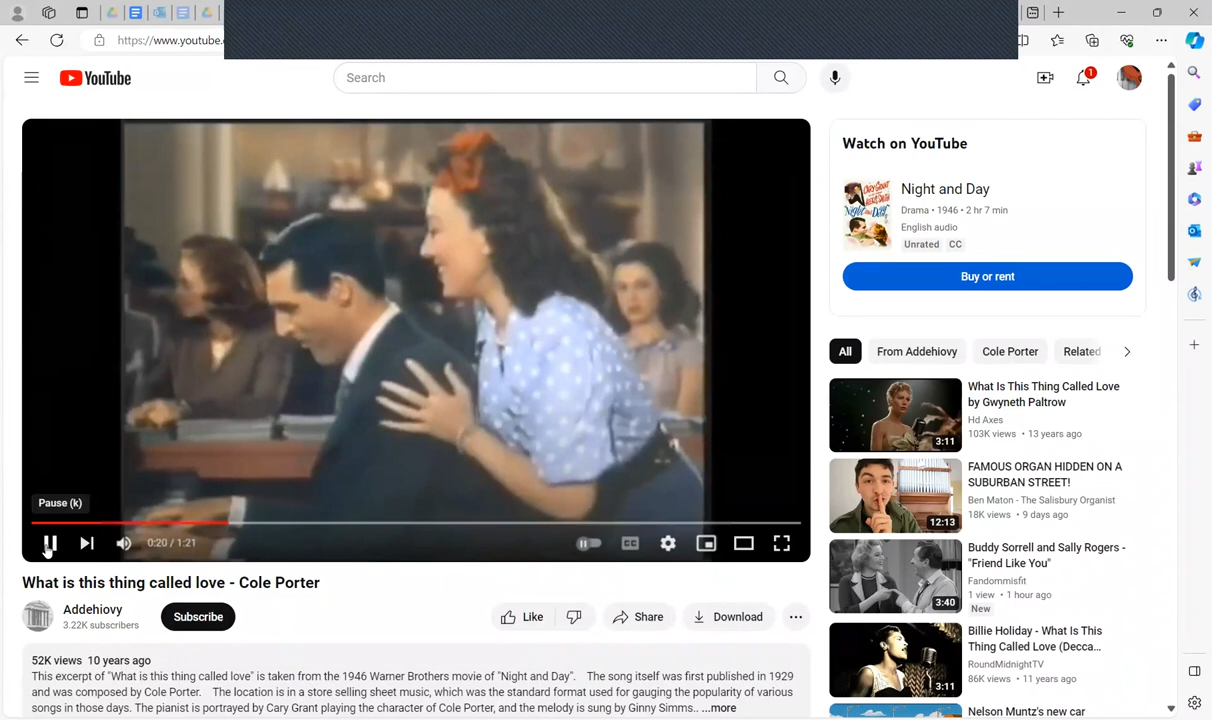 https://www.youtube.
YouTube
Search
1
Watch on YouTube
Night and Day
Drama • 1946 • 2 hr 7 min
English audio
Unrated CC
Buy or rent
All From Addehiovy Cole Porter Related
What Is This Thing Called Love
by Gwyneth Paltrow
Hd Axes
103K views • 13 years ago
3:11
FAMOUS ORGAN HIDDEN ON A
SUBURBAN STREET!
Ben Maton - The Salisbury Organist
18K views • 9 days ago
12:13
Buddy Sorrell and Sally Rogers -
"Friend Like You"
Fandommisfit
1 view • 1 hour ago
New
3:40
Billie Holiday - What Is This
Thing Called Love (Decca...
RoundMidnightTV
86K views • 11 years ago
3:11
Nelson Muntz's new car
Pause (k)
0:20 / 1:21
CC
What is this thing called love - Cole Porter
Addehiovy
3.22K subscribers
Subscribe
Like
Share
Download
52K views 10 years ago
This excerpt of "What is this thing called love" is taken from the 1946 Warner Brothers movie of "Night and Day". The song itself was first published in 1929
and was composed by Cole Porter. The location is in a store selling sheet music, which was the standard format used for gauging the popularity of various
songs in those days. The pianist is portrayed by Cary Grant playing the character of Cole Porter, and the melody is sung by Ginny Simms.. ...more